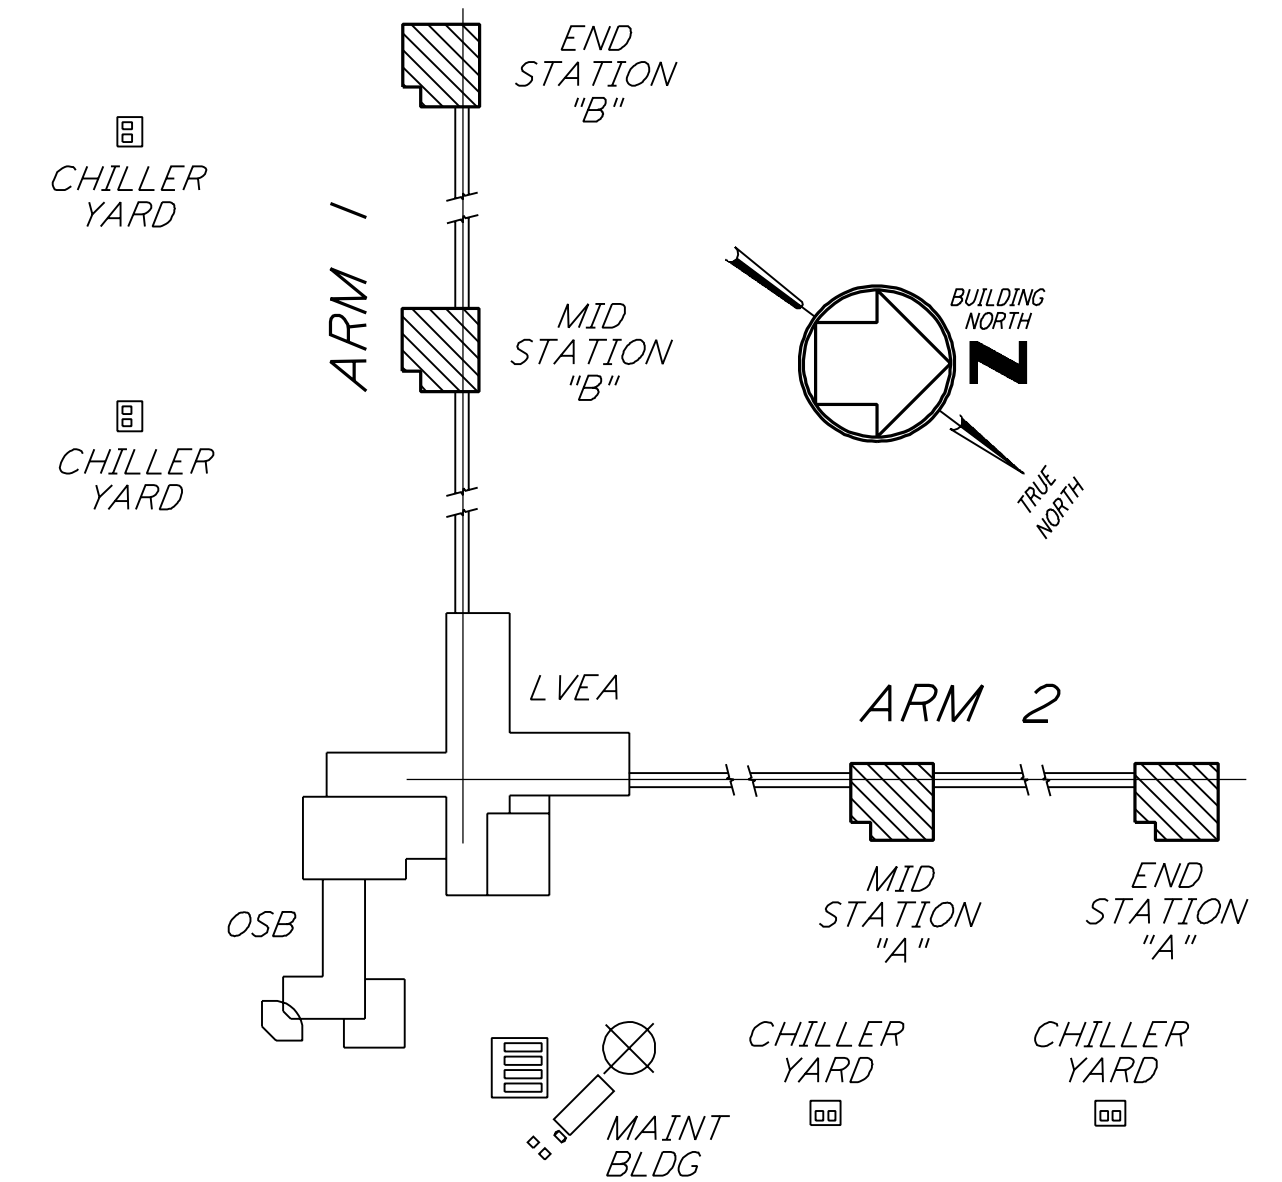 END
STATION
"B"
CHILLER
YARD
ARM 1
BUILDING
NORTH
N
MID
STATION
"B"
CHILLER
YARD
TRUE
NORTH
LVEA
ARM 2
OSB
MID
STATION
"A"
END
STATION
"A"
CHILLER
YARD
CHILLER
YARD
MAINT
BLDG